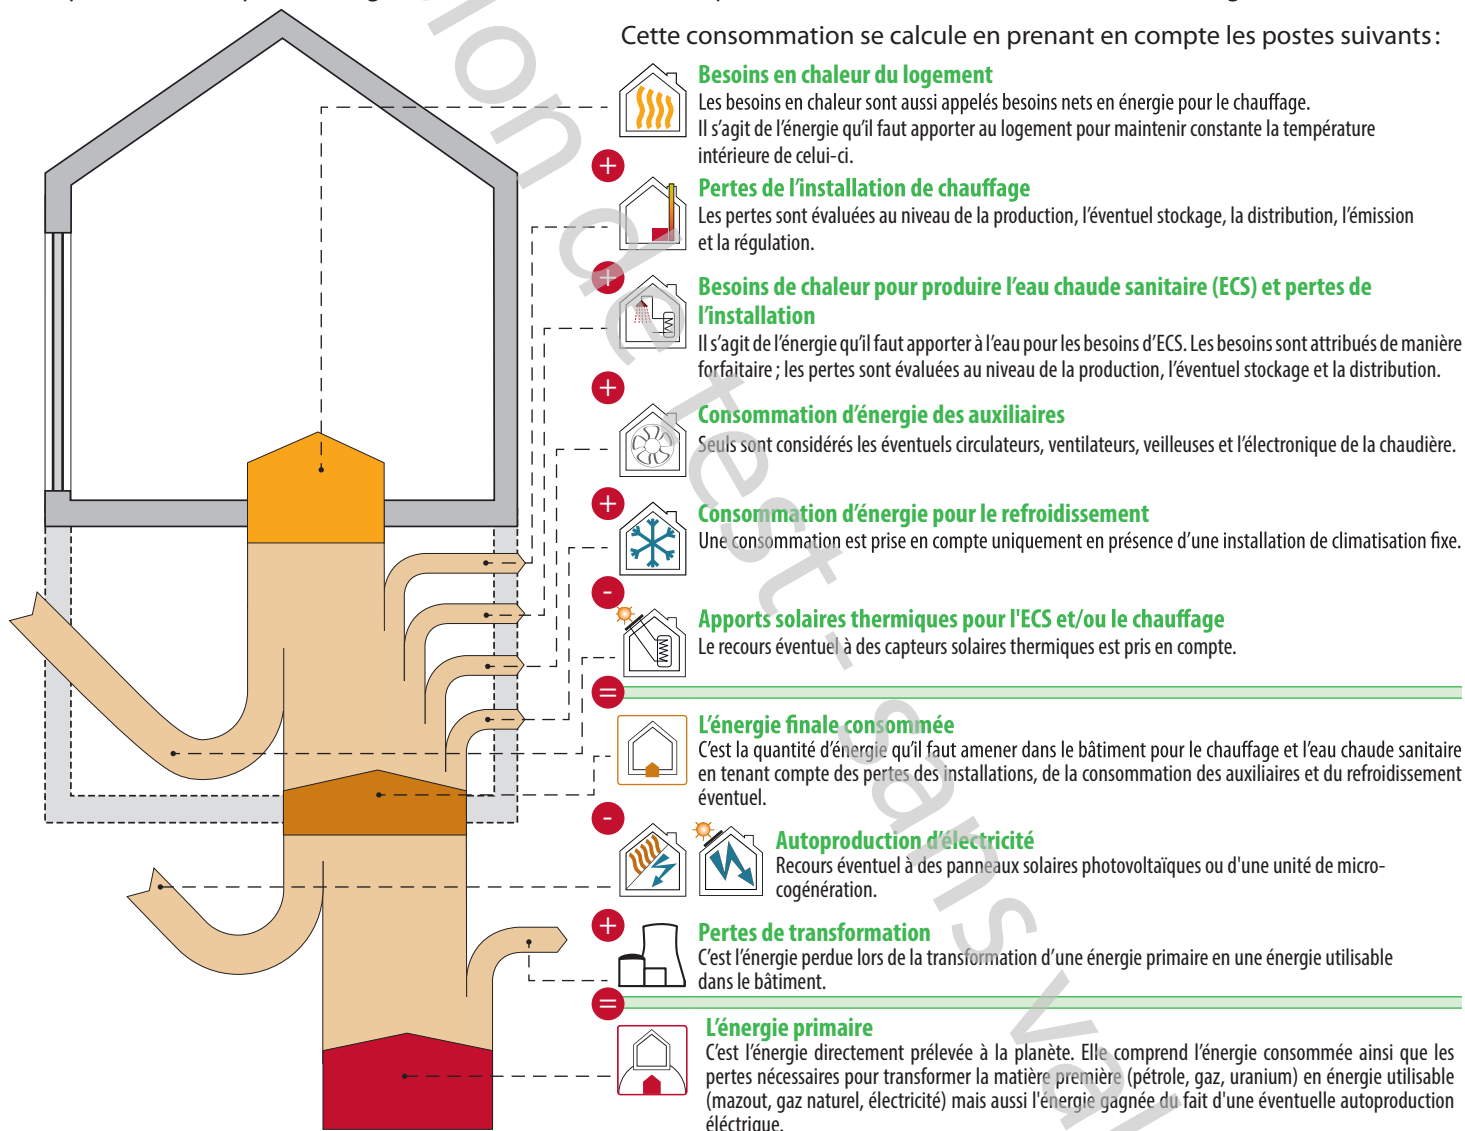 Cette consommation se calcule en prenant en compte les postes suivants :
Besoins en chaleur du logement
Les besoins en chaleur sont aussi appelés besoins nets en énergie pour le chauffage.
Il s'agit de l'énergie qu'il faut apporter au logement pour maintenir constante la température
intérieure de celui-ci.
+
Pertes de l'installation de chauffage
Les pertes sont évaluées au niveau de la production, l'éventuel stockage, la distribution, l'émission
et la régulation.
+
Besoins de chaleur pour produire l'eau chaude sanitaire (ECS) et pertes de
l'installation
Il s'agit de l'énergie qu'il faut apporter à l'eau pour les besoins d'ECS. Les besoins sont attribués de manière
forfaitaire ; les pertes sont évaluées au niveau de la production, l'éventuel stockage et la distribution.
+
Consommation d'énergie des auxiliaires
Seuls sont considérés les éventuels circulateurs, ventilateurs, veilleuses et l'électronique de la chaudière.
+
Consommation d'énergie pour le refroidissement
Une consommation est prise en compte uniquement en présence d'une installation de climatisation fixe.
-
Apports solaires thermiques pour l'ECS et/ou le chauffage
Le recours éventuel à des capteurs solaires thermiques est pris en compte.
=
L'énergie finale consommée
C'est la quantité d'énergie qu'il faut amener dans le bâtiment pour le chauffage et l'eau chaude sanitaire
en tenant compte des pertes des installations, de la consommation des auxiliaires et du refroidissement
éventuel.
-
Autoproduction d'électricité
Recours éventuel à des panneaux solaires photovoltaïques ou d'une unité de micro-
cogénération.
+
Pertes de transformation
C'est l'énergie perdue lors de la transformation d'une énergie primaire en une énergie utilisable
dans le bâtiment.
=
L'énergie primaire
C'est l'énergie directement prélevée à la planète. Elle comprend l'énergie consommée ainsi que les
pertes nécessaires pour transformer la matière première (pétrole, gaz, uranium) en énergie utilisable
(mazout, gaz naturel, électricité) mais aussi l'énergie gagnée du fait d'une éventuelle autoproduction
éléctrique.
ion de test - sans val